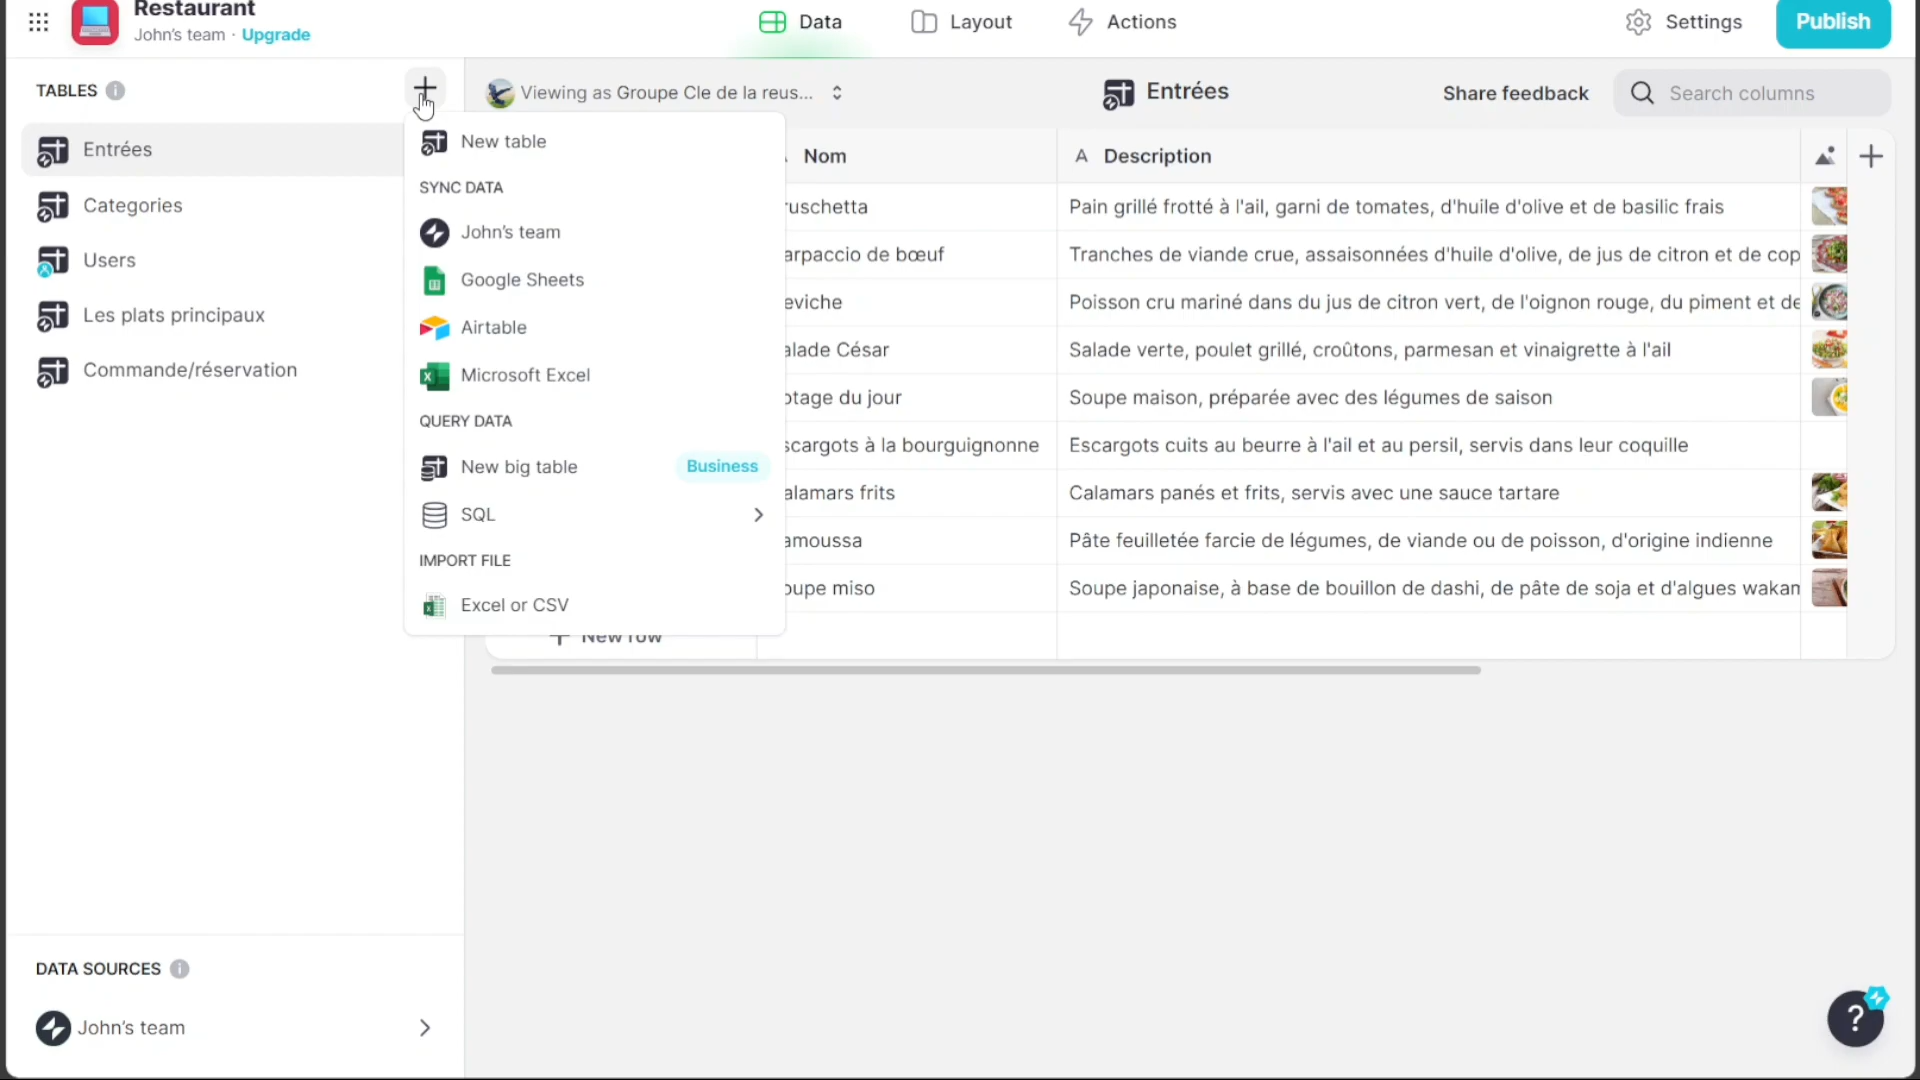 Restaurant
John's team · Upgrade
Data
Layout
Actions
Settings
Publish
TABLES
Entrées
Categories
Users
Les plats principaux
Commande/réservation
DATA SOURCES
John's team
New table
SYNC DATA
John's team
Google Sheets
Airtable
Microsoft Excel
QUERY DATA
New big table
Business
SQL
IMPORT FILE
Excel or CSV
Viewing as Groupe Cle de la reus...
Entrées
Share feedback
Search columns
Nom
A Description
ruschetta
Pain grillé frotté à l'ail, garni de tomates, d'huile d'olive et de basilic frais
arpaccio de bœuf
Tranches de viande crue, assaisonnées d'huile d'olive, de jus de citron et de cop
eviche
Poisson cru mariné dans du jus de citron vert, de l'oignon rouge, du piment et de
alade César
Salade verte, poulet grillé, croûtons, parmesan et vinaigrette à l'ail
otage du jour
Soupe maison, préparée avec des légumes de saison
scargots à la bourguignonne
Escargots cuits au beurre à l'ail et au persil, servis dans leur coquille
alamars frits
Calamars panés et frits, servis avec une sauce tartare
amoussa
Pâte feuilletée farcie de légumes, de viande ou de poisson, d'origine indienne
oupe miso
Soupe japonaise, à base de bouillon de dashi, de pâte de soja et d'algues wakam
New row
?